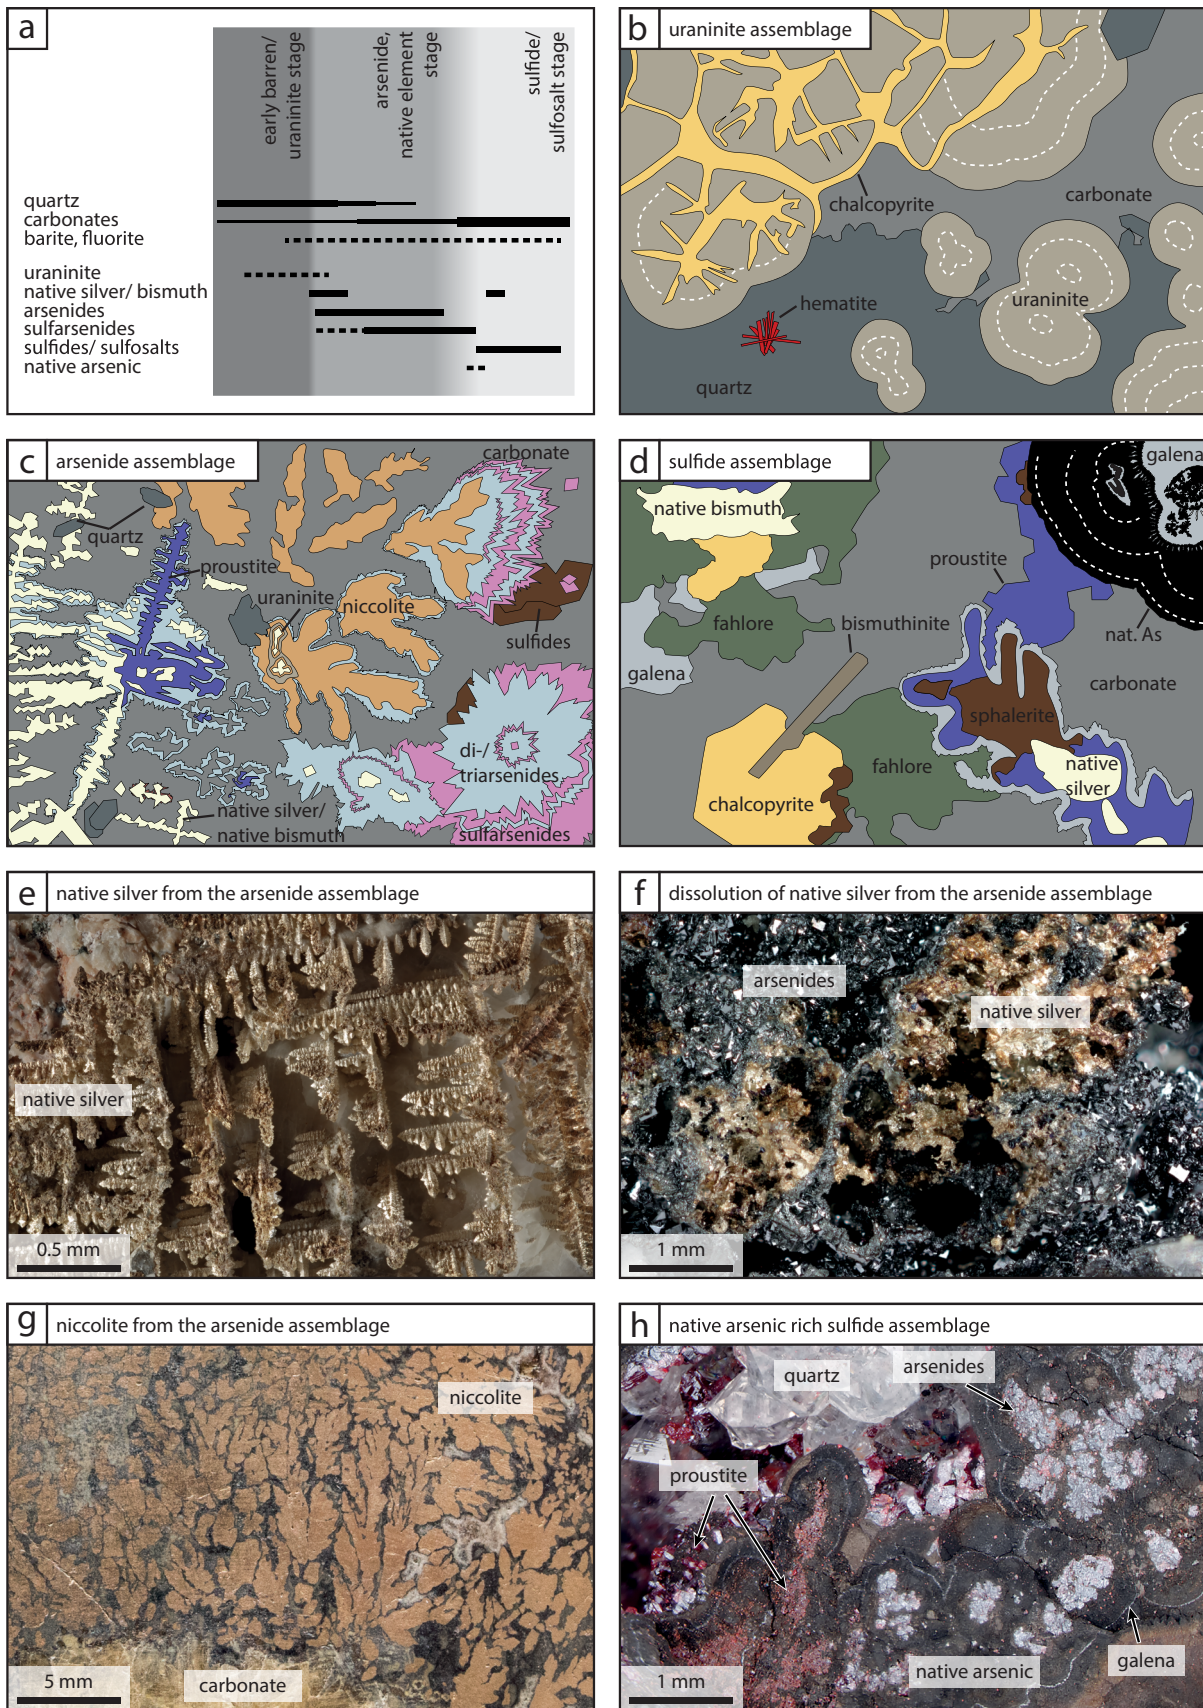 a
early barren/
uraninite stage
arsenide,
native element
stage
sulfide/
sulfosalt stage
quartz
carbonates
barite, fluorite
uraninite
native silver/ bismuth
arsenides
sulfarsenides
sulfides/ sulfosalts
native arsenic
b
uraninite assemblage
carbonate
chalcopyrite
hematite
uraninite
quartz
c
arsenide assemblage
carbonate
quartz
proustite
uraninite
niccolite
sulfides
di-/
triarsenides
native silver/
native bismuth
sulfarsenides
d
sulfide assemblage
galena
native bismuth
proustite
bismuthinite
fahlore
nat. As
galena
carbonate
sphalerite
fahlore
native
silver
chalcopyrite
e
native silver from the arsenide assemblage
native silver
0.5 mm
f
dissolution of native silver from the arsenide assemblage
arsenides
native silver
1 mm
g
niccolite from the arsenide assemblage
niccolite
5 mm
carbonate
h
native arsenic rich sulfide assemblage
arsenides
quartz
proustite
native arsenic
galena
1 mm